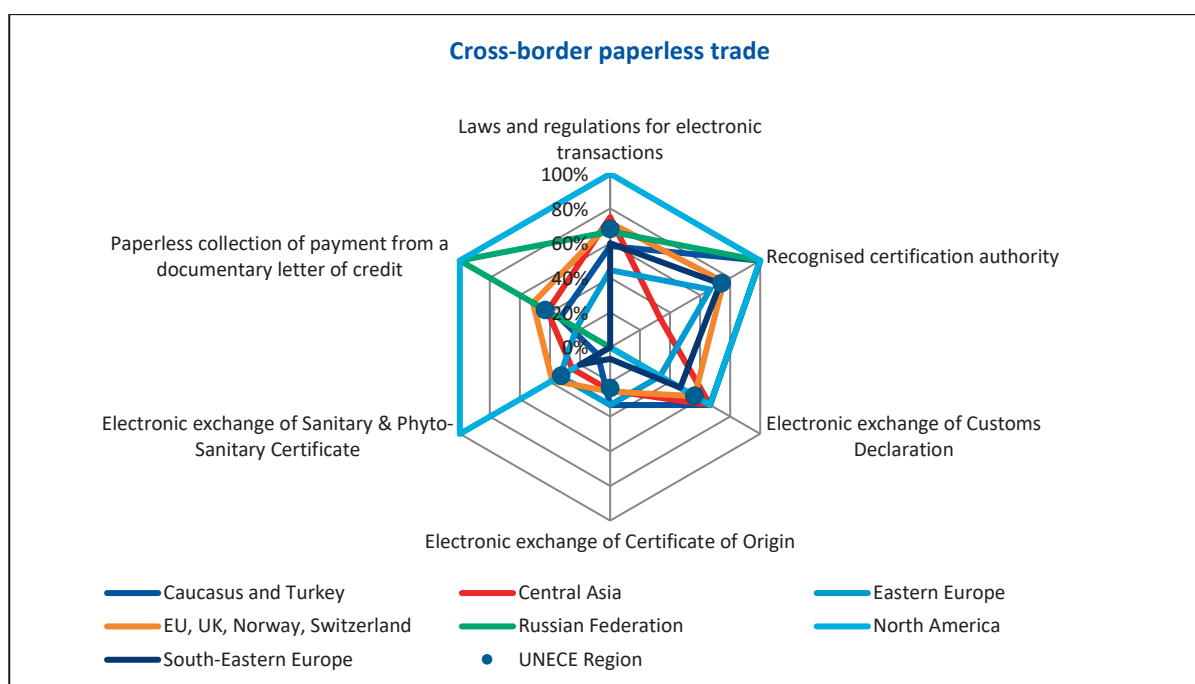 Cross-border paperless trade
Laws and regulations for electronic
transactions
100%
80%
60%
40%
20%
0%
Paperless collection of payment from a
documentary letter of credit
Recognised certification authority
Electronic exchange of Sanitary & Phyto-
Sanitary Certificate
Electronic exchange of Customs
Declaration
Electronic exchange of Certificate of Origin
Caucasus and Turkey
Central Asia
Eastern Europe
EU, UK, Norway, Switzerland
Russian Federation
North America
South-Eastern Europe
UNECE Region